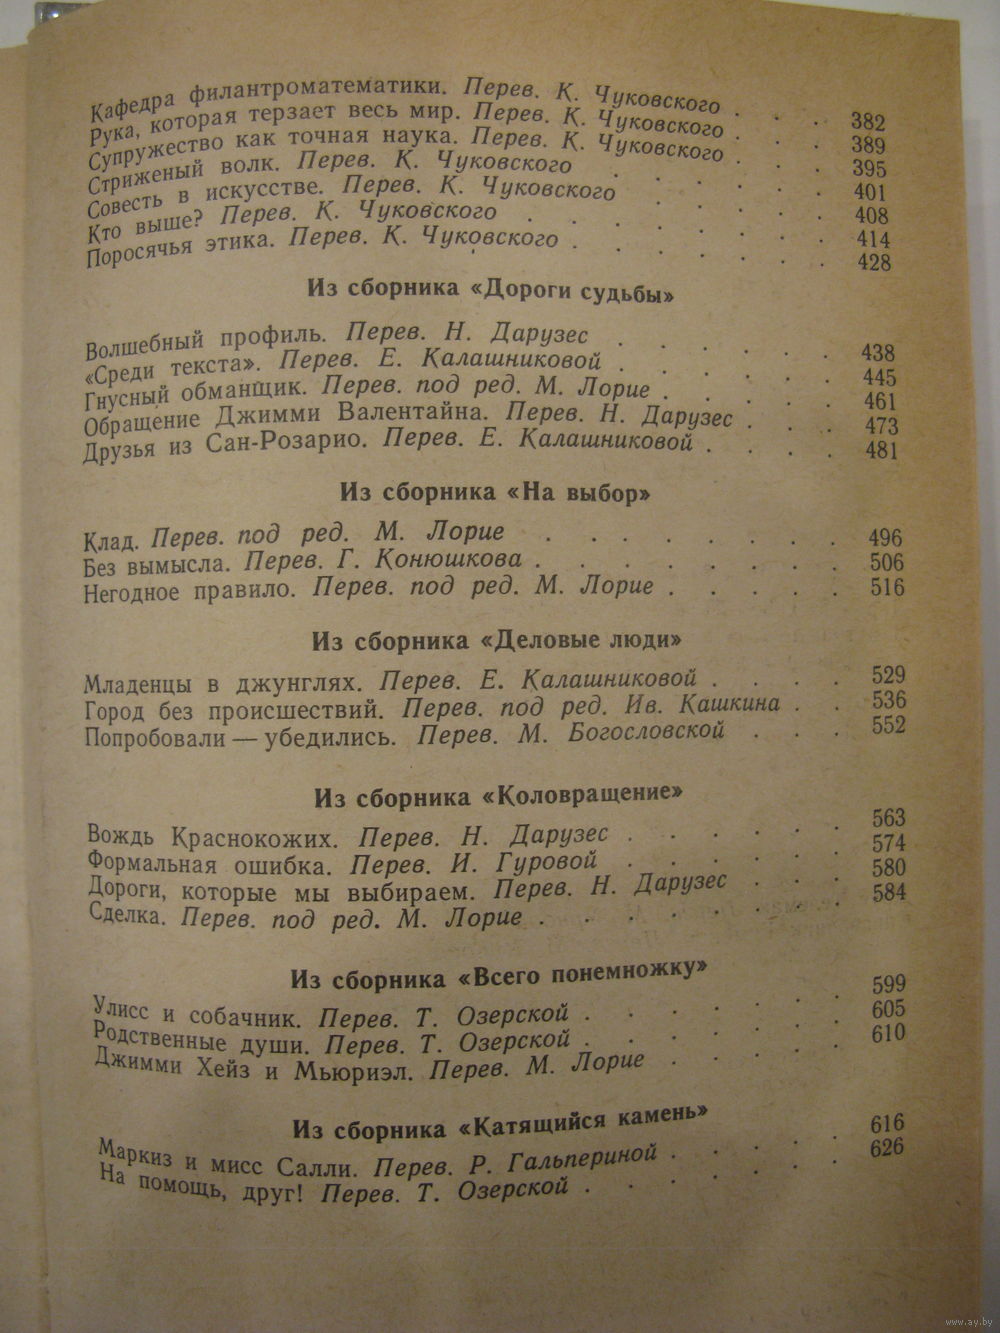 Кафедра филантроматематики. Перев. К. Чуковского . . . 382
Рука, которая терзает весь мир. Перев. К. Чуковского . . . 389
Супружество как точная наука. Перев. К. Чуковского . . . 395
Стриженый волк. Перев. К. Чуковского . . . . . 401
Совесть в искусстве. Перев. К. Чуковского . . . . . 408
Кто выше? Перев. К. Чуковского . . . . . . . 414
Поросячья этика. Перев. К. Чуковского . . . . . . 428
Из сборника «Дороги судьбы»
Волшебный профиль. Перев. Н. Дарузес . . . . . . 438
«Среди текста». Перев. Е. Калашниковой . . . . . 445
Гнусный обманщик. Перев. под ред. М. Лорие . . . . 461
Обращение Джимми Валентайна. Перев. Н. Дарузес . . . 473
Друзья из Сан-Розарио. Перев. Е. Калашниковой . . . . 481
Из сборника «На выбор»
Клад. Перев. под ред. М. Лорие . . . . . . . 496
Без вымысла. Перев. Г. Конюшкова . . . . . . . 506
Негодное правило. Перев. под ред. М. Лорие . . . . . 516
Из сборника «Деловые люди»
Младенцы в джунглях. Перев. Е. Калашниковой . . . . 529
Город без происшествий. Перев. под ред. Ив. Кашкина . . 536
Попробовали — убедились. Перев. М. Богословской . . . 552
Из сборника «Коловращение»
Вождь Краснокожих. Перев. Н. Дарузес . . . . . 563
Формальная ошибка. Перев. И. Гуровой . . . . . 574
Дороги, которые мы выбираем. Перев. Н. Дарузес . . . 580
Сделка. Перев. под ред. М. Лорие . . . . . . . 584
Из сборника «Всего понемножку»
Улисс и собачник. Перев. Т. Озерской . . . . . . 599
Родственные души. Перев. Т. Озерской . . . . . . 605
Джимми Хейз и Мьюриэл. Перев. М. Лорие . . . . 610
Из сборника «Катящийся камень»
Маркиз и мисс Салли. Перев. Р. Гальпериной . . . . 616
На помощь, друг! Перев. Т. Озерской . . . . . . 626
www.ay.by